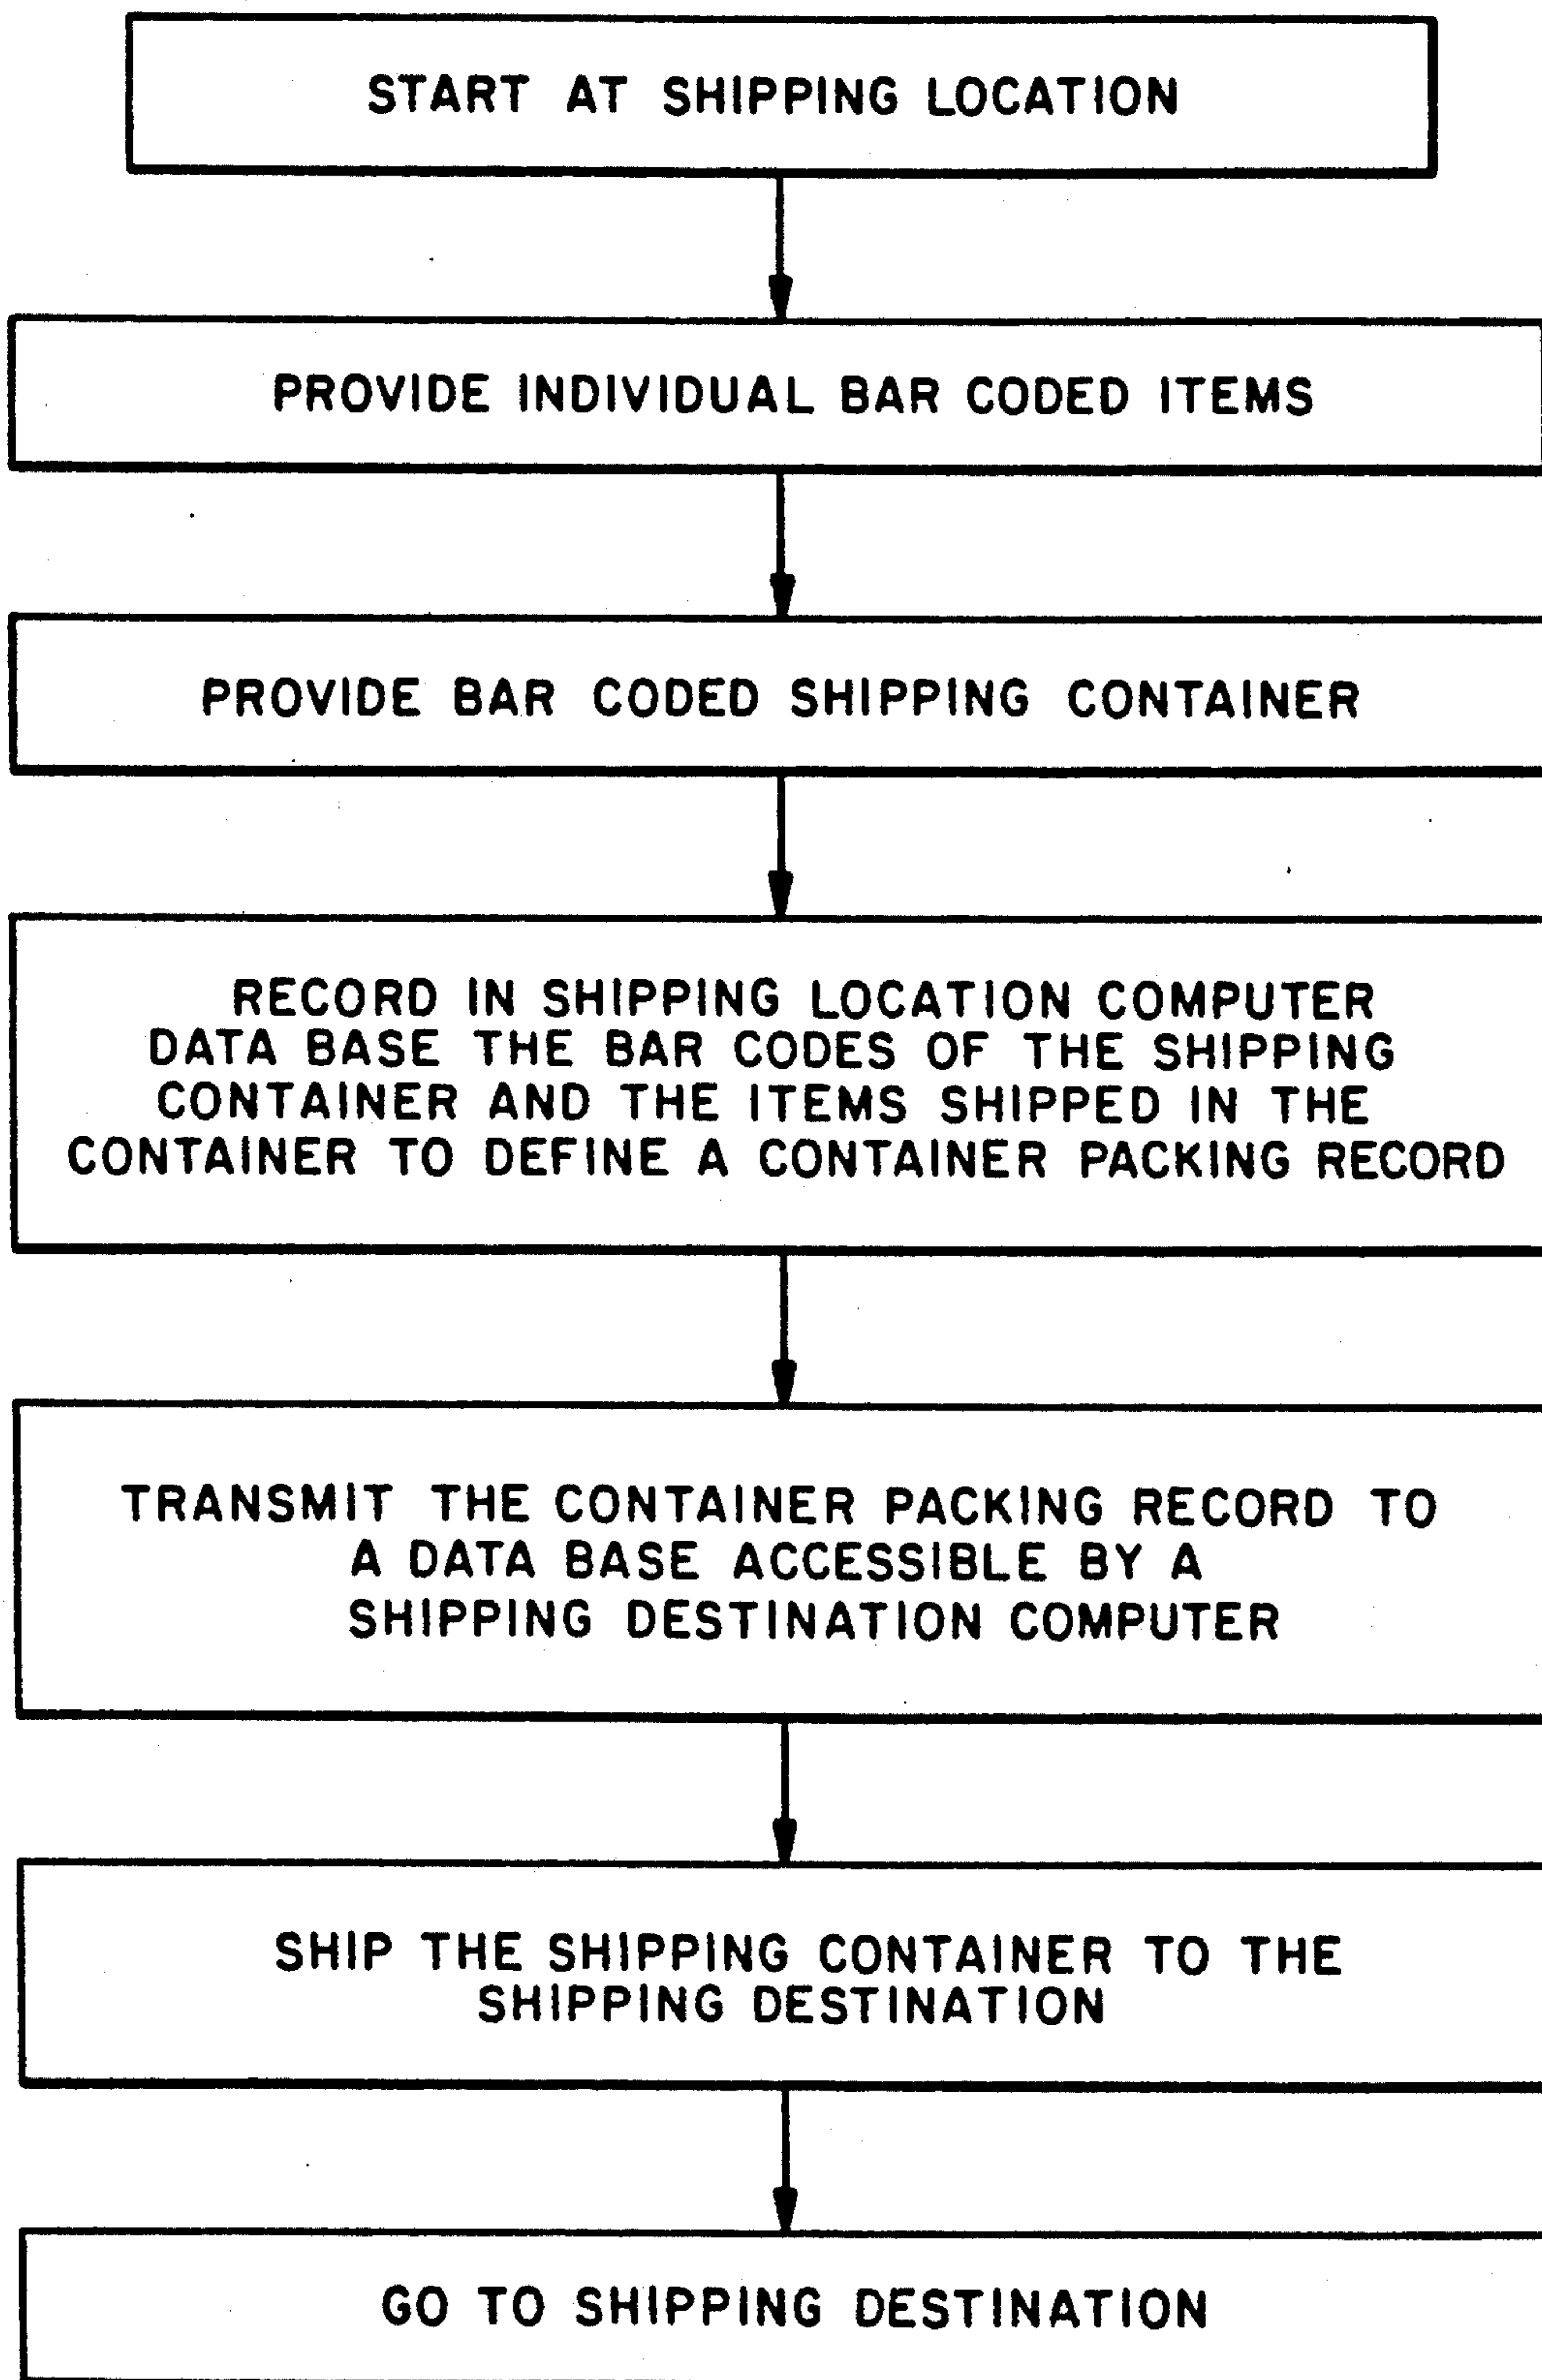 START AT SHIPPING LOCATION
PROVIDE INDIVIDUAL BAR CODED ITEMS
PROVIDE BAR CODED SHIPPING CONTAINER
RECORD IN SHIPPING LOCATION COMPUTER
DATA BASE THE BAR CODES OF THE SHIPPING
CONTAINER AND THE ITEMS SHIPPED IN THE
CONTAINER TO DEFINE A CONTAINER PACKING RECORD
TRANSMIT THE CONTAINER PACKING RECORD TO
A DATA BASE ACCESSIBLE BY A
SHIPPING DESTINATION COMPUTER
SHIP THE SHIPPING CONTAINER TO THE
SHIPPING DESTINATION
GO TO SHIPPING DESTINATION